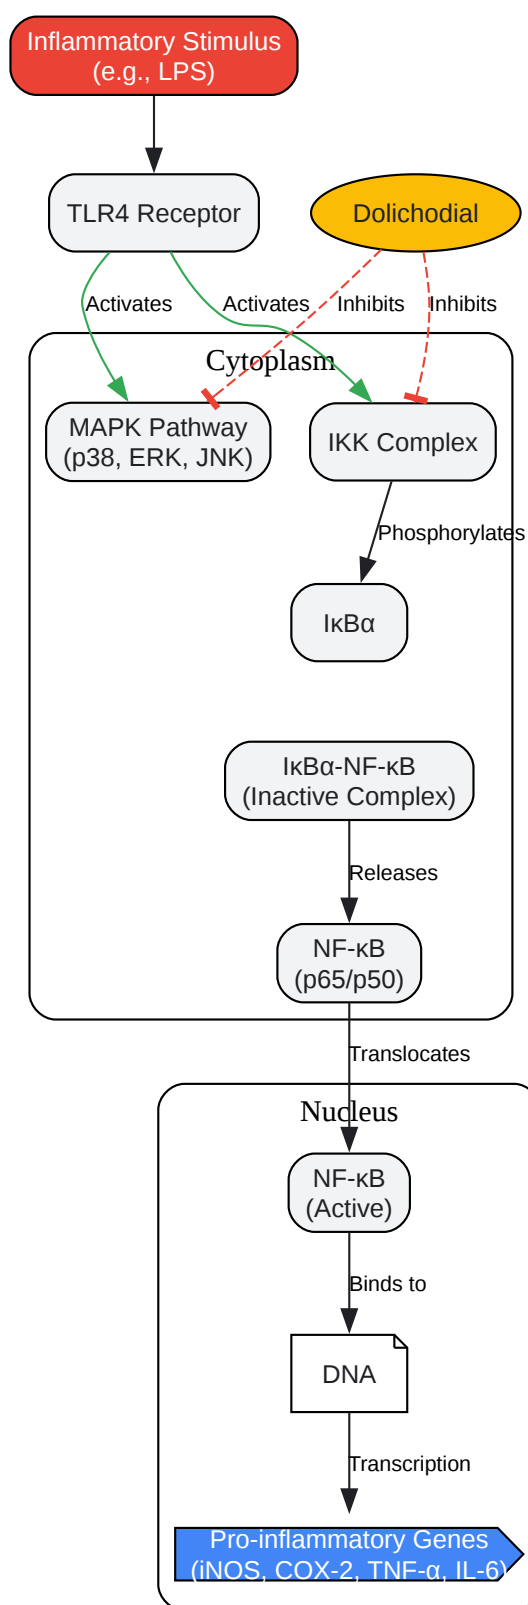 Inflammatory Stimulus
(e.g., LPS)
TLR4 Receptor
Dolichodial
Activates
Activates
Inhibits
Inhibits
Cytoplasm
MAPK Pathway
(p38, ERK, JNK)
IKK Complex
Phosphorylates
IκBα
IκBα-NF-κB
(Inactive Complex)
Releases
NF-κB
(p65/p50)
Translocates
Nucleus
NF-κB
(Active)
Binds to
DNA
Transcription
Pro-inflammatory Genes
(iNOS, COX-2, TNF-α, IL-6)